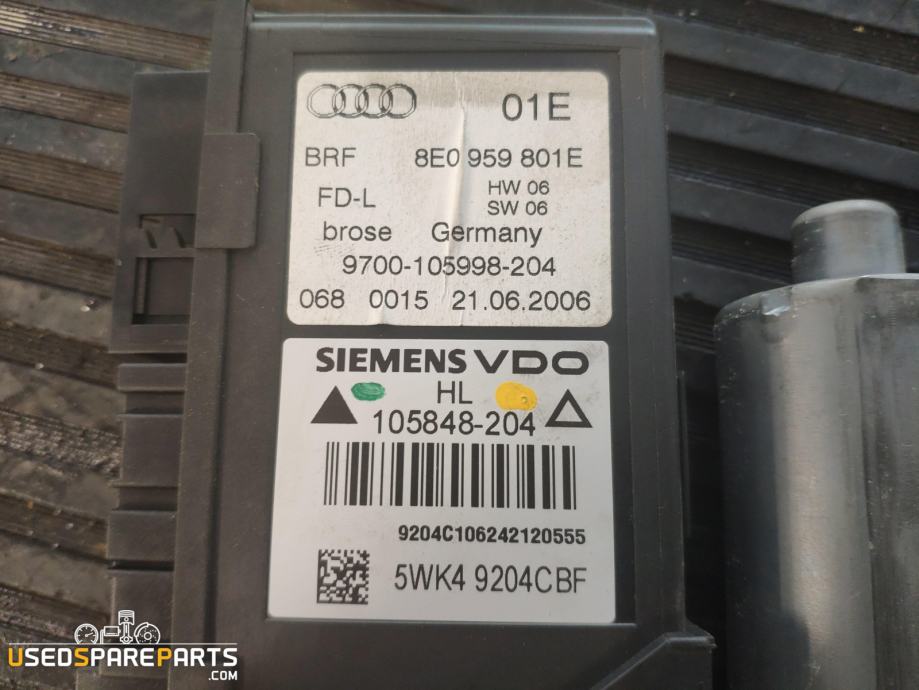 01E
BRF 8E0 959 801E
FD-L HW 06
SW 06
brose Germany
9700-105998-204
068 0015 21.06.2006
SIEMENS VDO
HL
105848-204
9204C106242120555
5WK4 9204CBF
USEDSPAREPARTS
.COM